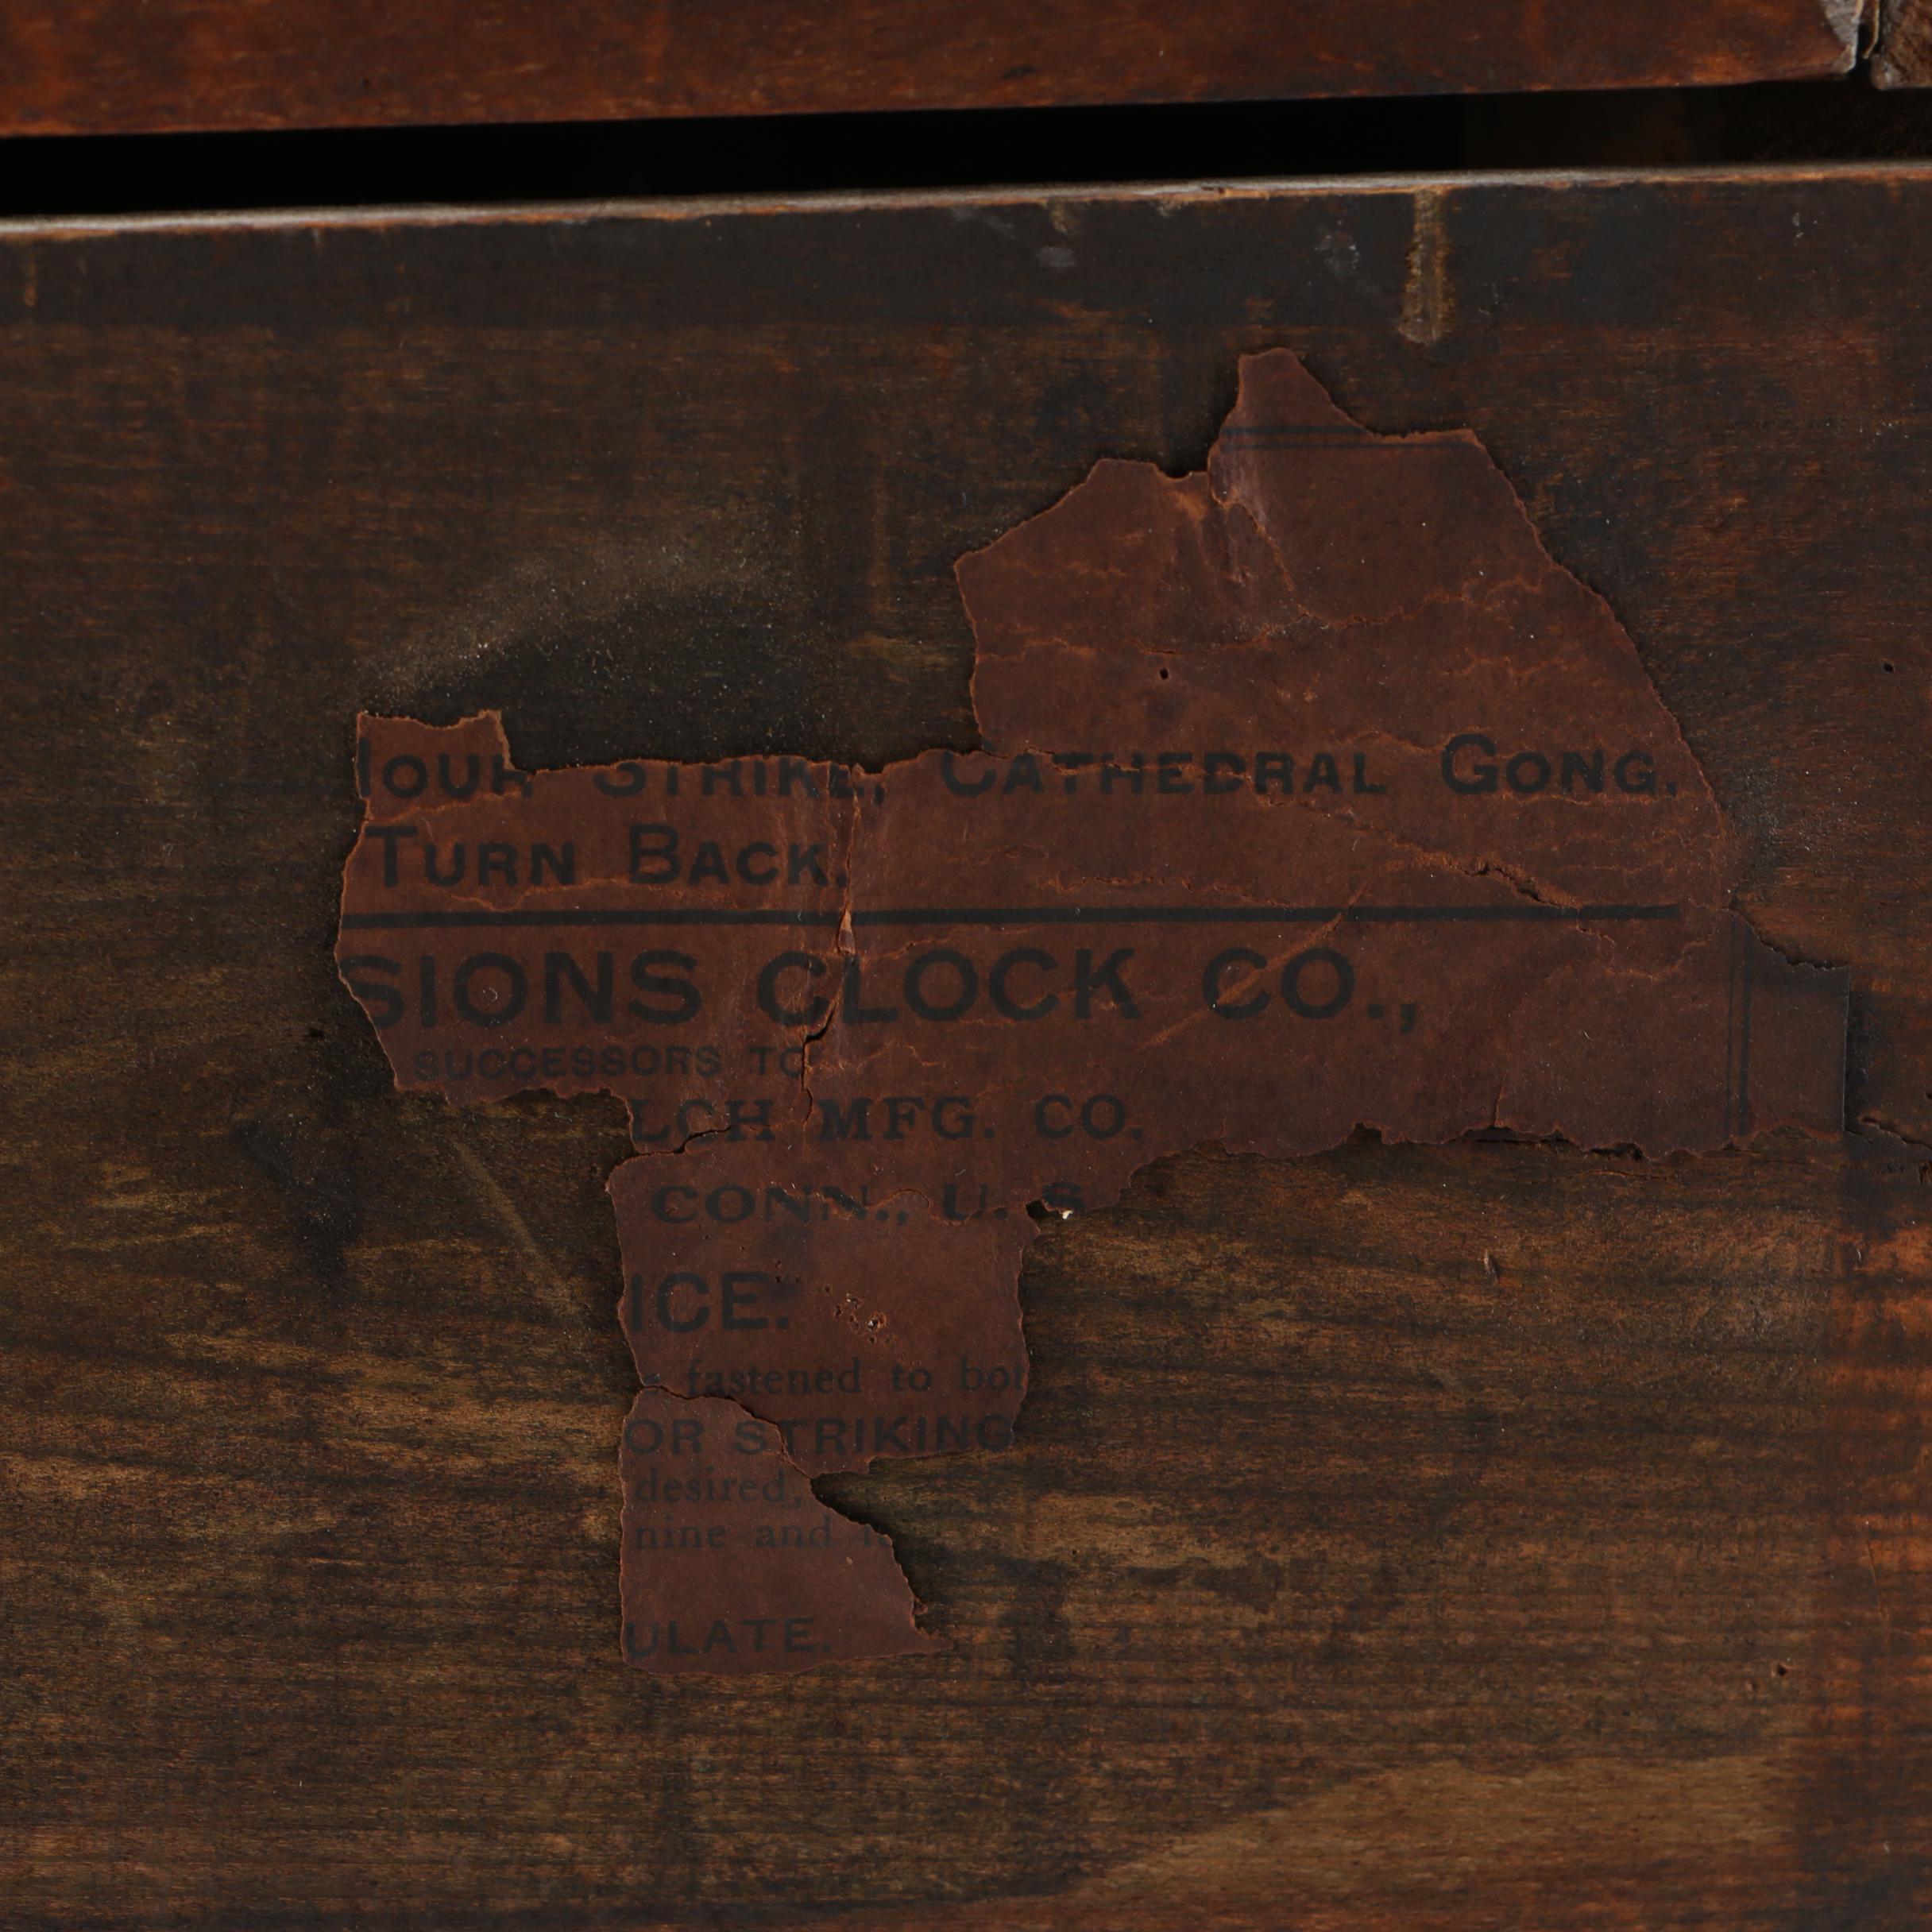 HOUR STRIKE, CATHEDRAL GONG.
TURN BACK.
SIONS CLOCK CO.,
SUCCESSORS TO
LCH MFG. CO.
CONN., U. S.
ICE.
fastened to bot
OR STRIKING
desired,
nine and
ULATE.